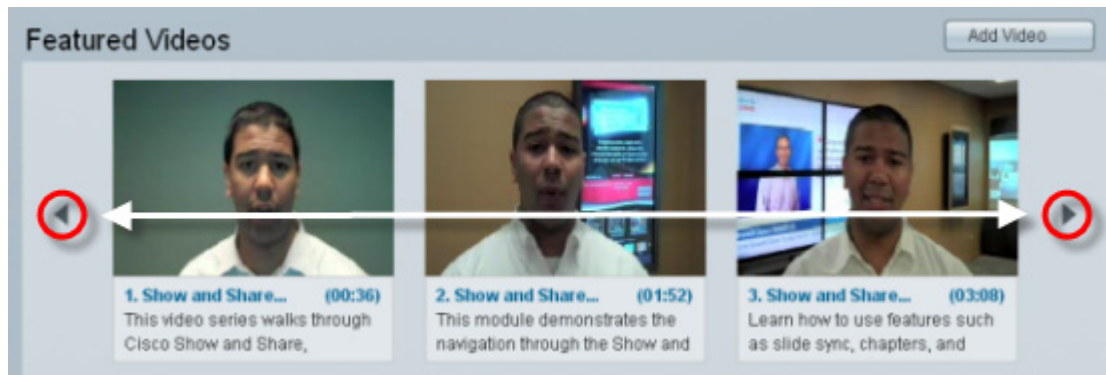 Featured Videos
Add Video
1. Show and Share... (00:36)
This video series walks through
Cisco Show and Share,
2. Show and Share... (01:52)
This module demonstrates the
navigation through the Show and
3. Show and Share... (03:08)
Learn how to use features such
as slide sync, chapters, and